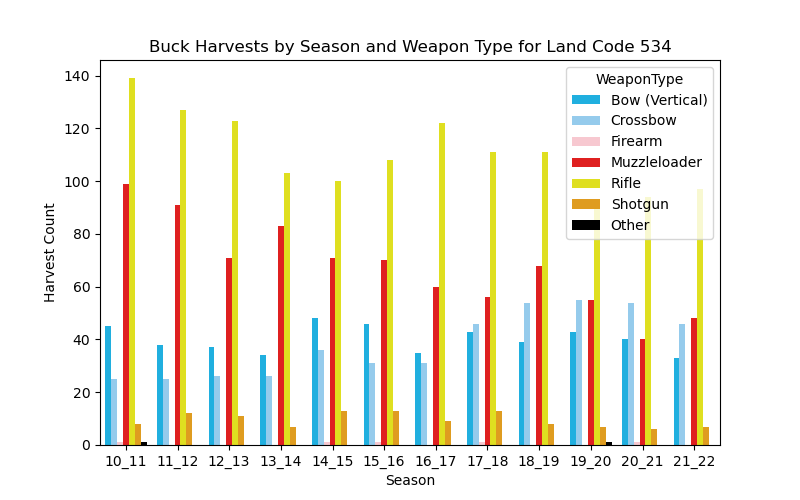 Buck Harvests by Season and Weapon Type for Land Code 534
WeaponType
Bow (Vertical)
Crossbow
Firearm
Muzzleloader
Rifle
Shotgun
Other
Harvest Count
140
120
100
80
60
40
20
0
10_11 11_12 12_13 13_14 14_15 15_16 16_17 17_18 18_19 19_20 20_21 21_22
Season